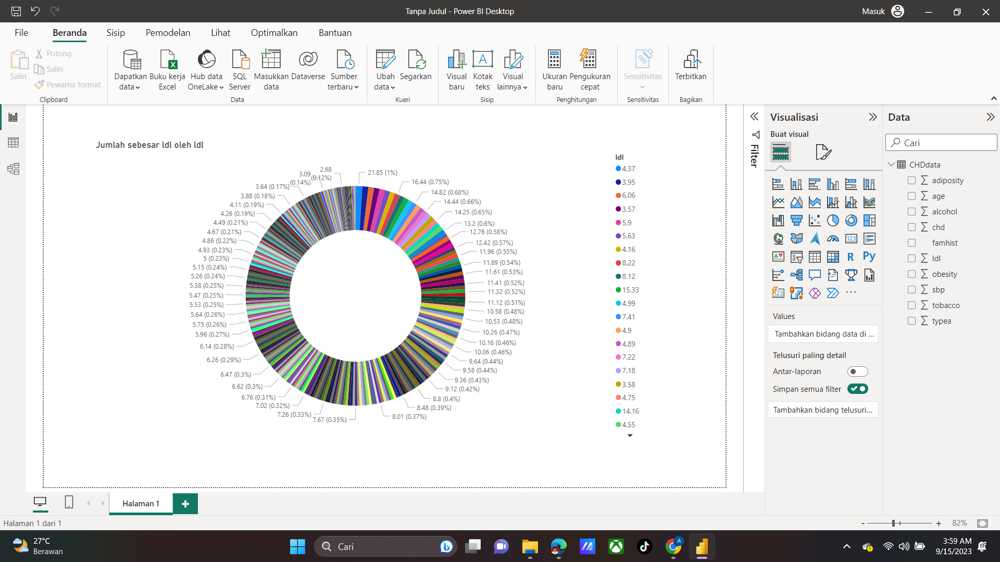 Tanpa Judul - Power BI Desktop
Masuk
File
Beranda
Sisip
Pemodelan
Lihat
Optimalkan
Bantuan
Salin
Potong
Salin
Pewarna format
Clipboard
Dapatkan data
Buku kerja Excel
Hub data OneLake
SQL Server
Masukkan data
Dataverse
Sumber terbaru
Data
Ubah data
Segarkan
Kueri
Visual baru
Kotak teks
Visual lainnya
Sisip
Ukuran baru
Pengukuran cepat
Penghitungan
Sensitivitas
Sensitivitas
Terbitkan
Bagikan
Jumlah sebesar ldl oleh ldl
21.85 (1%)
16.44 (0.75%)
14.82 (0.68%)
14.44 (0.66%)
14.25 (0.65%)
13.2 (0.6%)
12.76 (0.58%)
12.42 (0.57%)
11.96 (0.55%)
11.89 (0.54%)
11.61 (0.53%)
11.41 (0.52%)
11.32 (0.52%)
11.12 (0.51%)
10.58 (0.48%)
10.53 (0.48%)
10.26 (0.47%)
10.16 (0.46%)
10.06 (0.46%)
9.64 (0.44%)
9.58 (0.44%)
9.36 (0.43%)
9.12 (0.42%)
8.8 (0.4%)
8.48 (0.39%)
8.01 (0.37%)
7.67 (0.35%)
7.26 (0.33%)
7.02 (0.32%)
6.76 (0.31%)
6.62 (0.3%)
6.47 (0.3%)
6.26 (0.29%)
6.14 (0.28%)
5.96 (0.27%)
5.75 (0.26%)
5.64 (0.26%)
5.53 (0.25%)
5.47 (0.25%)
5.38 (0.25%)
5.26 (0.24%)
5.15 (0.24%)
5 (0.23%)
4.93 (0.23%)
4.86 (0.22%)
4.67 (0.21%)
4.49 (0.21%)
4.26 (0.19%)
4.11 (0.19%)
3.88 (0.18%)
3.64 (0.17%)
3.09
(0.14%)
2.68
(0.12%)
ldl
4.37
3.95
6.06
3.57
5.9
5.63
4.16
8.22
8.12
15.33
4.99
7.41
4.9
4.89
7.22
7.18
3.58
4.75
14.16
4.55
Filter
Visualisasi
Buat visual
123
R
Py
123
Values
Tambahkan bidang data di ...
Telusuri paling detail
Antar-laporan
Simpan semua filter
Tambahkan bidang telusuri...
Data
Cari
CHDdata
adiposity
age
alcohol
chd
famhist
ldl
obesity
sbp
tobacco
typea
Halaman 1
Halaman 1 dari 1
82%
27°C
Berawan
Cari
A
3:59 AM
9/15/2023